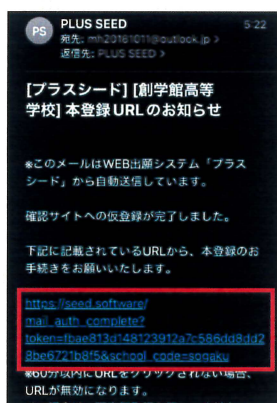 PS
PLUS SEED
5:22
宛先: mh20161011@outlook.jp >
返信先: PLUS SEED >
[プラスシード] [創学館高等
学校] 本登録URLのお知らせ
※このメールはWEB出願システム「プラス
シード」から自動送信しています。
確認サイトへの仮登録が完了しました。
下記に記載されているURLから、本登録のお
手続きをお願いいたします。
https://seed.software/
mail_auth_complete?
token=fbae813d148123912a7c586dd8dd2
8be6721b8f5&school_code=sogaku
※60分以内にURLをクリックされない場合、
URLが無効になります。